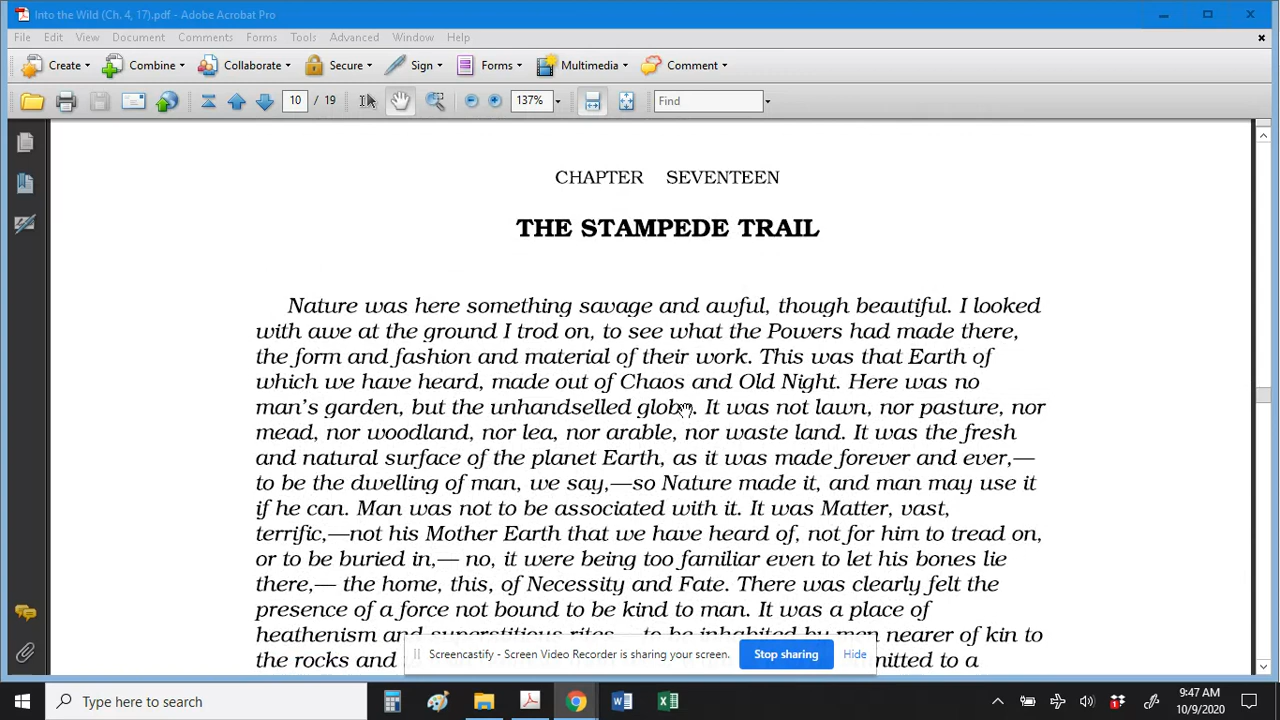 Into the Wild (Ch. 4, 17).pdf - Adobe Acrobat Pro
File Edit View Document Comments Forms Tools Advanced Window Help
Create Combine Collaborate Secure Sign Forms Multimedia Comment
10 / 19 137% Find
CHAPTER SEVENTEEN
THE STAMPEDE TRAIL
Nature was here something savage and awful, though beautiful. I looked
with awe at the ground I trod on, to see what the Powers had made there,
the form and fashion and material of their work. This was that Earth of
which we have heard, made out of Chaos and Old Night. Here was no
man's garden, but the unhandselled globe. It was not lawn, nor pasture, nor
mead, nor woodland, nor lea, nor arable, nor waste land. It was the fresh
and natural surface of the planet Earth, as it was made forever and ever,—
to be the dwelling of man, we say,—so Nature made it, and man may use it
if he can. Man was not to be associated with it. It was Matter, vast,
terrific,—not his Mother Earth that we have heard of, not for him to tread on,
or to be buried in,— no, it were being too familiar even to let his bones lie
there,— the home, this, of Necessity and Fate. There was clearly felt the
presence of a force not bound to be kind to man. It was a place of
heathenism and superstitious rites,—to be inhabited by men nearer of kin to
the rocks and mitted to a
Screencastify - Screen Video Recorder is sharing your screen. Stop sharing Hide
Type here to search
9:47 AM
10/9/2020